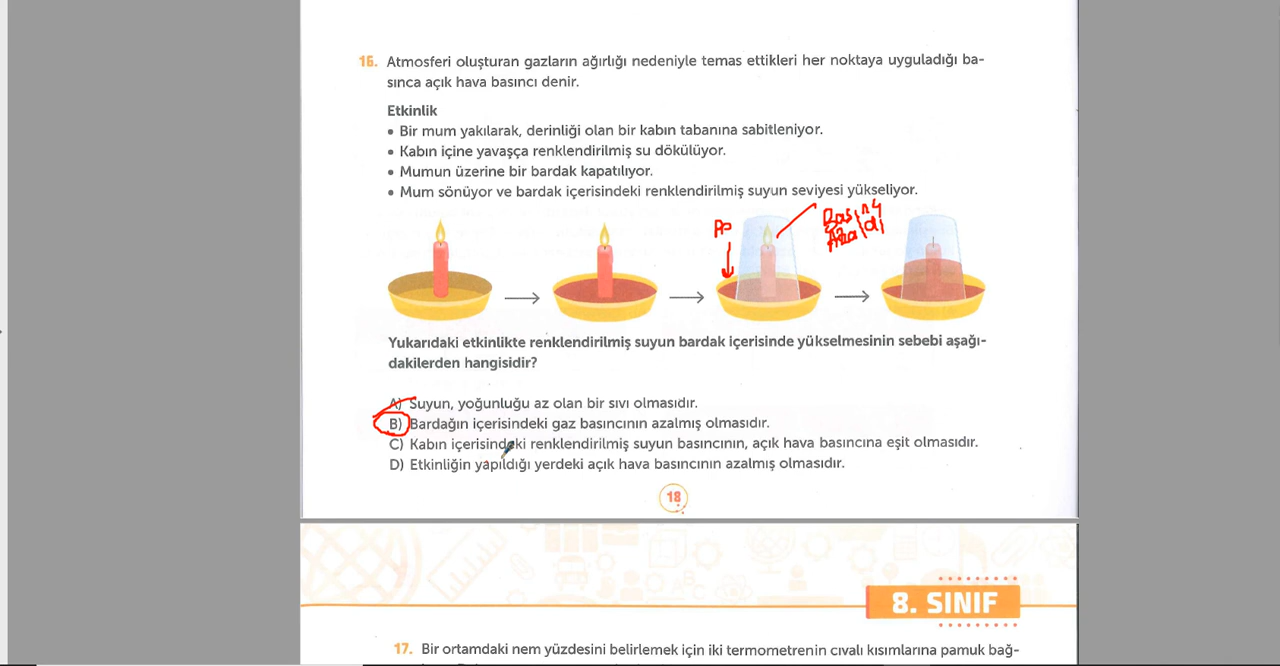 16. Atmosferi oluşturan gazların ağırlığı nedeniyle temas ettikleri her noktaya uyguladığı ba-
sınca açık hava basıncı denir.
Etkinlik
• Bir mum yakılarak, derinliği olan bir kabın tabanına sabitleniyor.
• Kabın içine yavaşça renklendirilmiş su dökülüyor.
• Mumun üzerine bir bardak kapatılıyor.
• Mum sönüyor ve bardak içerisindeki renklendirilmiş suyun seviyesi yükseliyor.
Basınç
Azaldı
Yukarıdaki etkinlikte renklendirilmiş suyun bardak içerisinde yükselmesinin sebebi aşağı-
dakilerden hangisidir?
A) Suyun, yoğunluğu az olan bir sıvı olmasıdır.
B) Bardağın içerisindeki gaz basıncının azalmış olmasıdır.
C) Kabın içerisindeki renklendirilmiş suyun basıncının, açık hava basıncına eşit olmasıdır.
D) Etkinliğin yapıldığı yerdeki açık hava basıncının azalmış olmasıdır.
18
8. SINIF
17. Bir ortamdaki nem yüzdesini belirlemek için iki termometrenin cıvalı kısımlarına pamuk bağ-